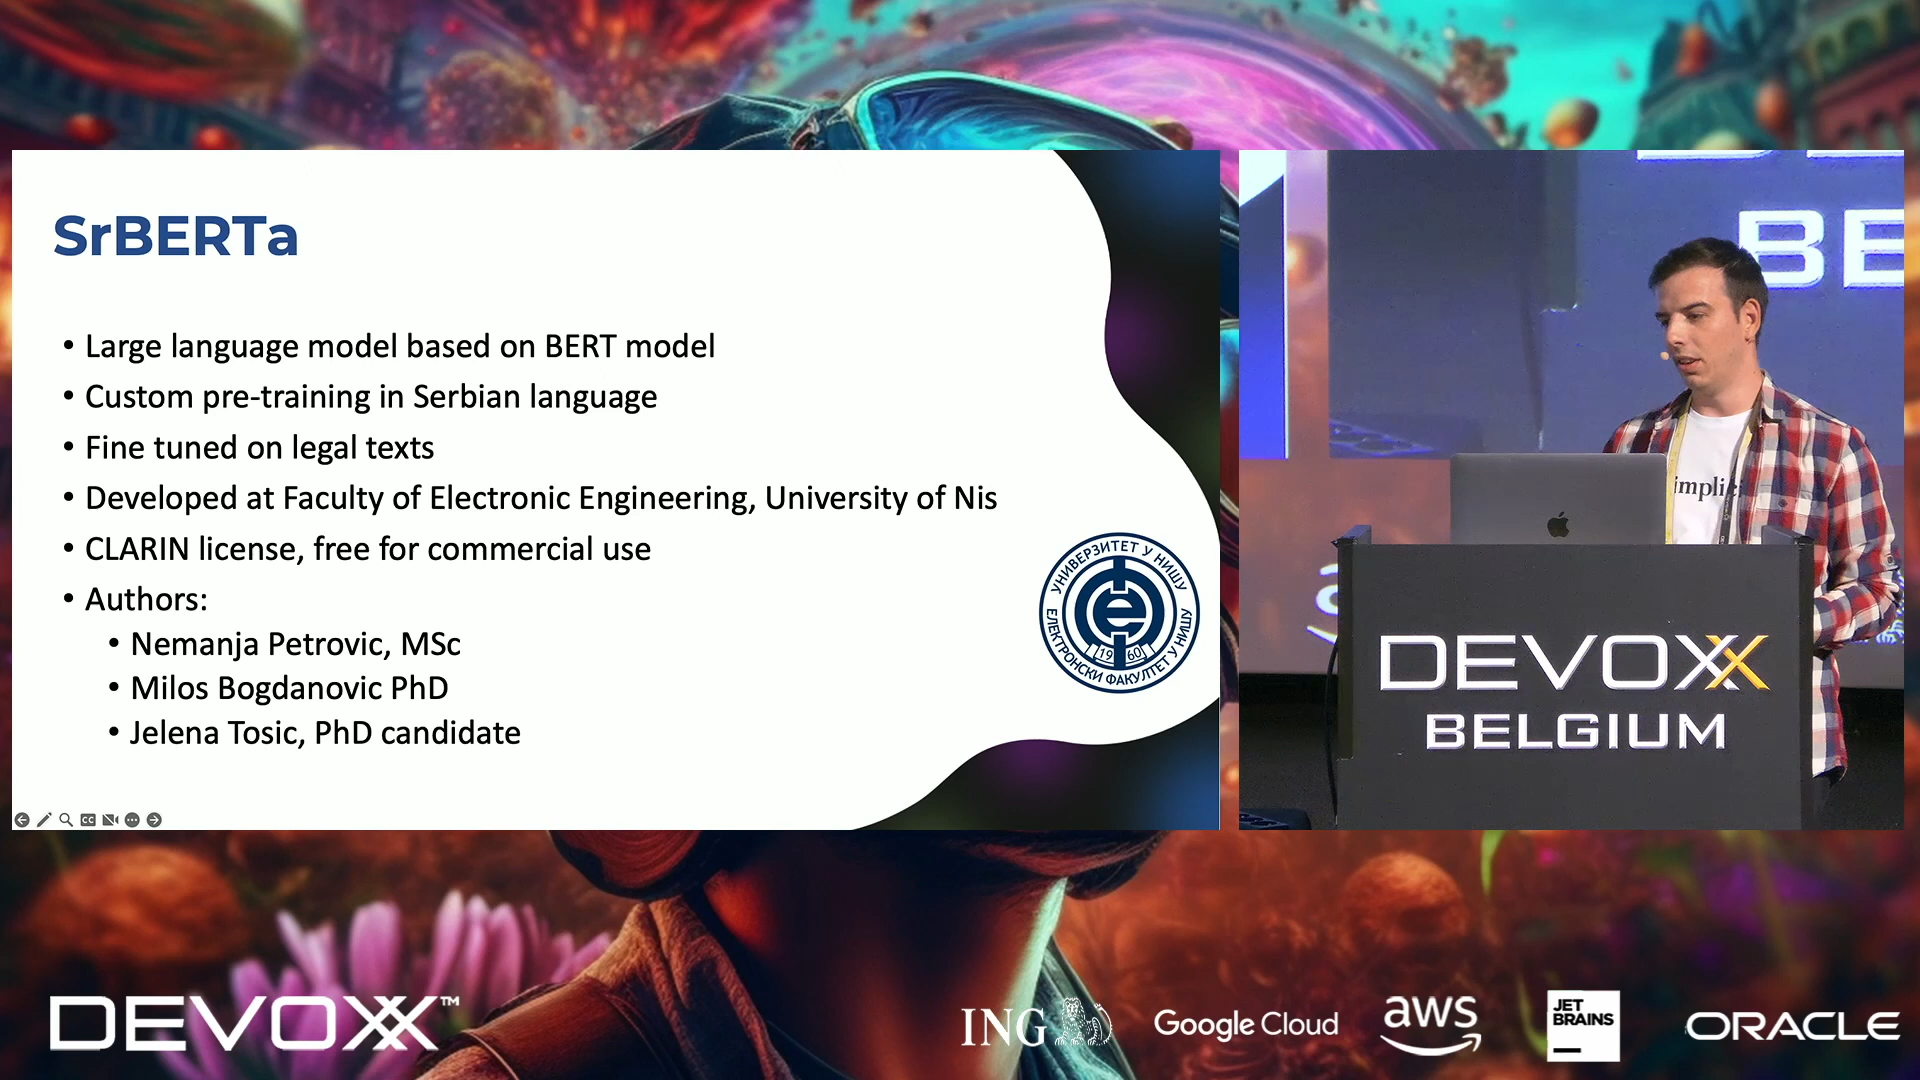 SrBERTa
• Large language model based on BERT model
• Custom pre-training in Serbian language
• Fine tuned on legal texts
• Developed at Faculty of Electronic Engineering, University of Nis
• CLARIN license, free for commercial use
• Authors:
• Nemanja Petrovic, MSc
• Milos Bogdanovic PhD
• Jelena Tosic, PhD candidate
УНИВЕРЗИТЕТ У НИШУ
ЕЛЕКТРОНСКИ ФАКУЛТЕТ У НИШУ
1960
CC
BE
implici
DEVOXX
BELGIUM
DEVOXX™
ING
Google Cloud
aws
JET
BRAINS
ORACLE